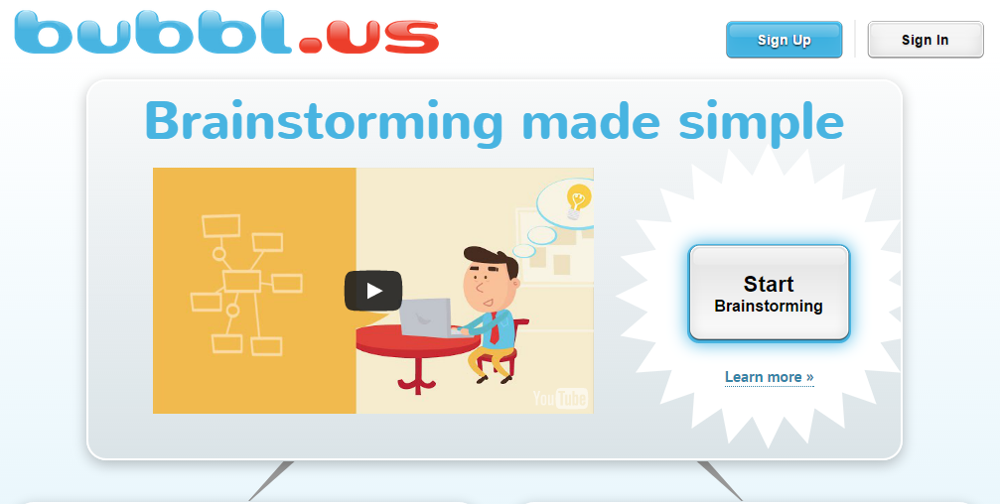 bubbl.us
Sign Up
Sign In
Brainstorming made simple
Start
Brainstorming
Learn more »
YouTube